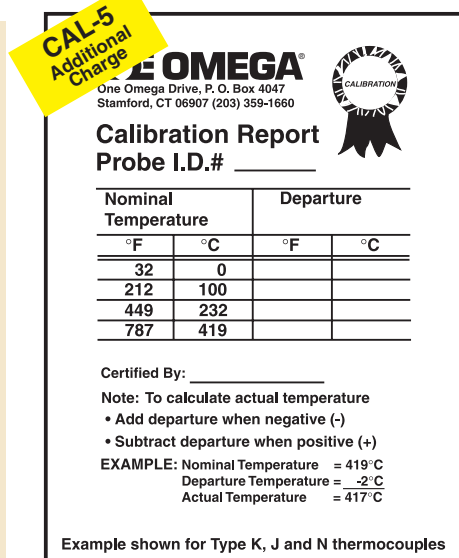 CAL-5
Additional
Charge
OMEGA®
One Omega Drive, P. O. Box 4047
Stamford, CT 06907 (203) 359-1660
CALIBRATION
Calibration Report
Probe I.D.# ______
Nominal Temperature Departure
°F °C °F °C
32 0
212 100
449 232
787 419
Certified By: ______
Note: To calculate actual temperature
• Add departure when negative (-)
• Subtract departure when positive (+)
EXAMPLE: Nominal Temperature = 419°C
Departure Temperature = -2°C
Actual Temperature = 417°C
Example shown for Type K, J and N thermocouples